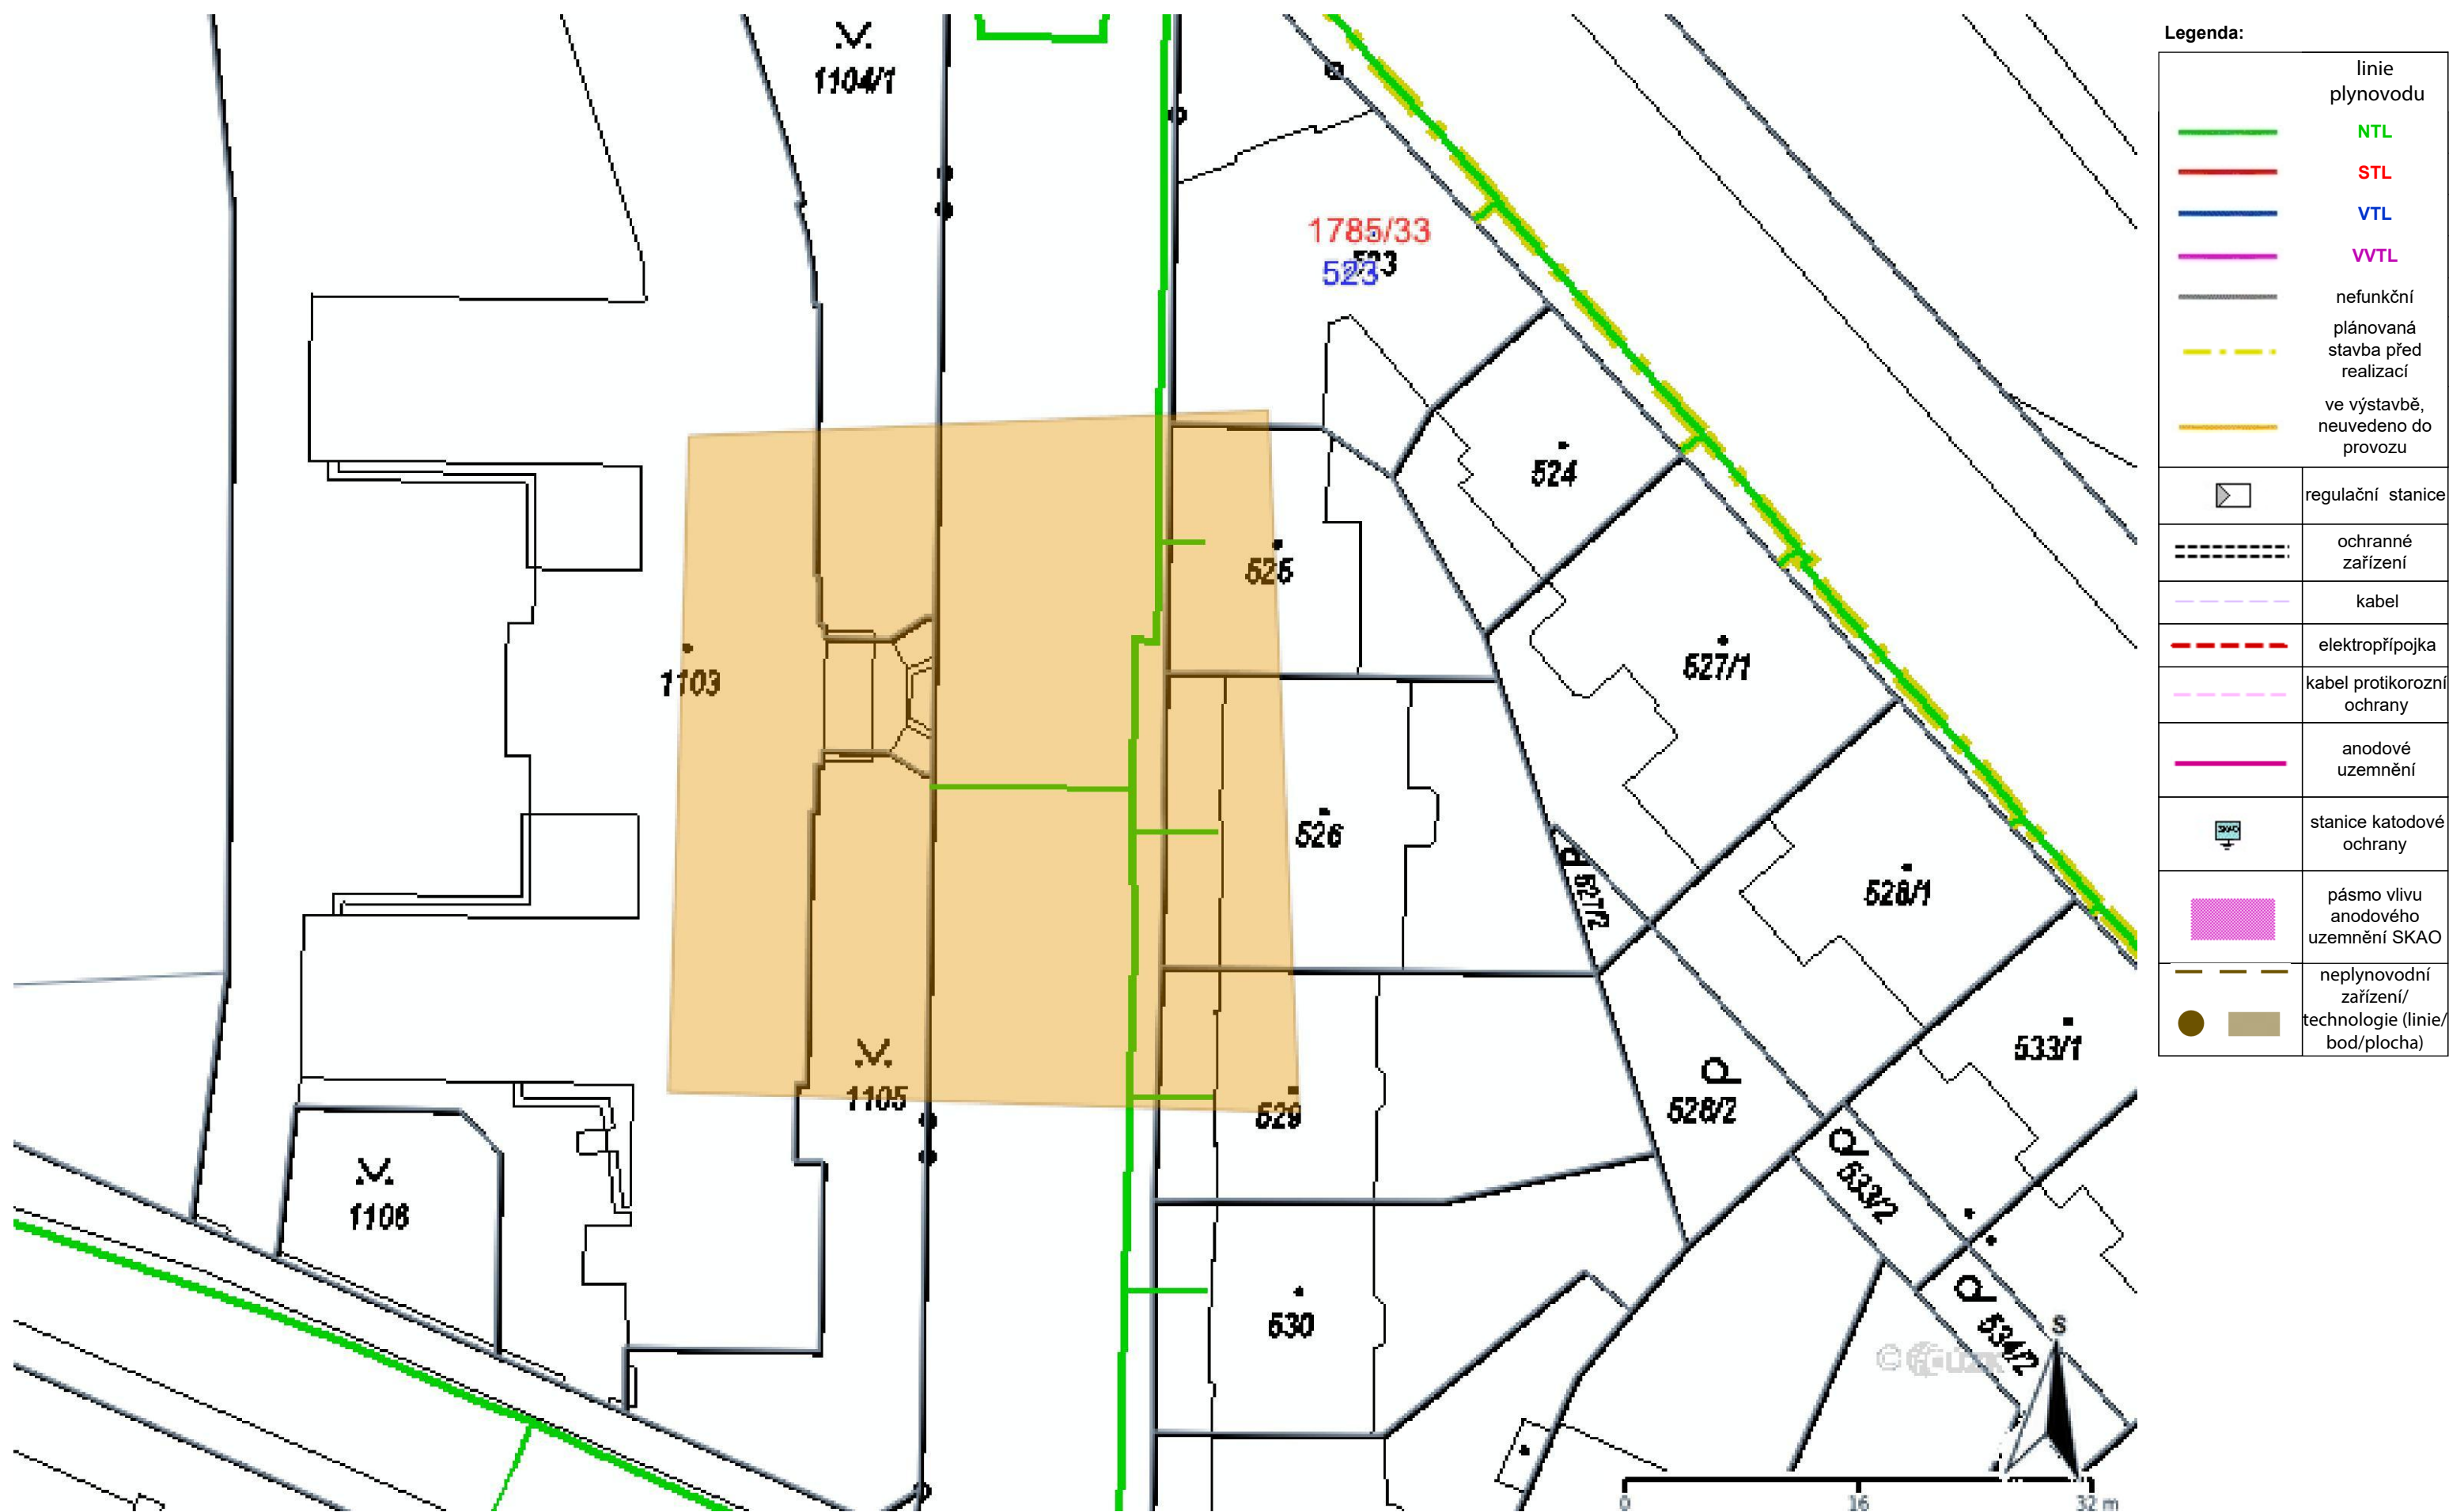 1104/1
1785/33
523
523
524
525
527/1
1103
526
527/2
528/1
1105
529
528/2
533/1
1106
533/2
530
534/2
S
0 16 32 m
Legenda:
linie
plynovodu
NTL
STL
VTL
VVTL
nefunkční
plánovaná
stavba před
realizací
ve výstavbě,
neuvedeno do
provozu
regulační stanice
ochranné
zařízení
kabel
elektropřípojka
kabel protikorozní
ochrany
anodové
uzemnění
SKAO
stanice katodové
ochrany
pásmo vlivu
anodového
uzemnění SKAO
neplynovodní
zařízení/
technologie (linie/
bod/plocha)